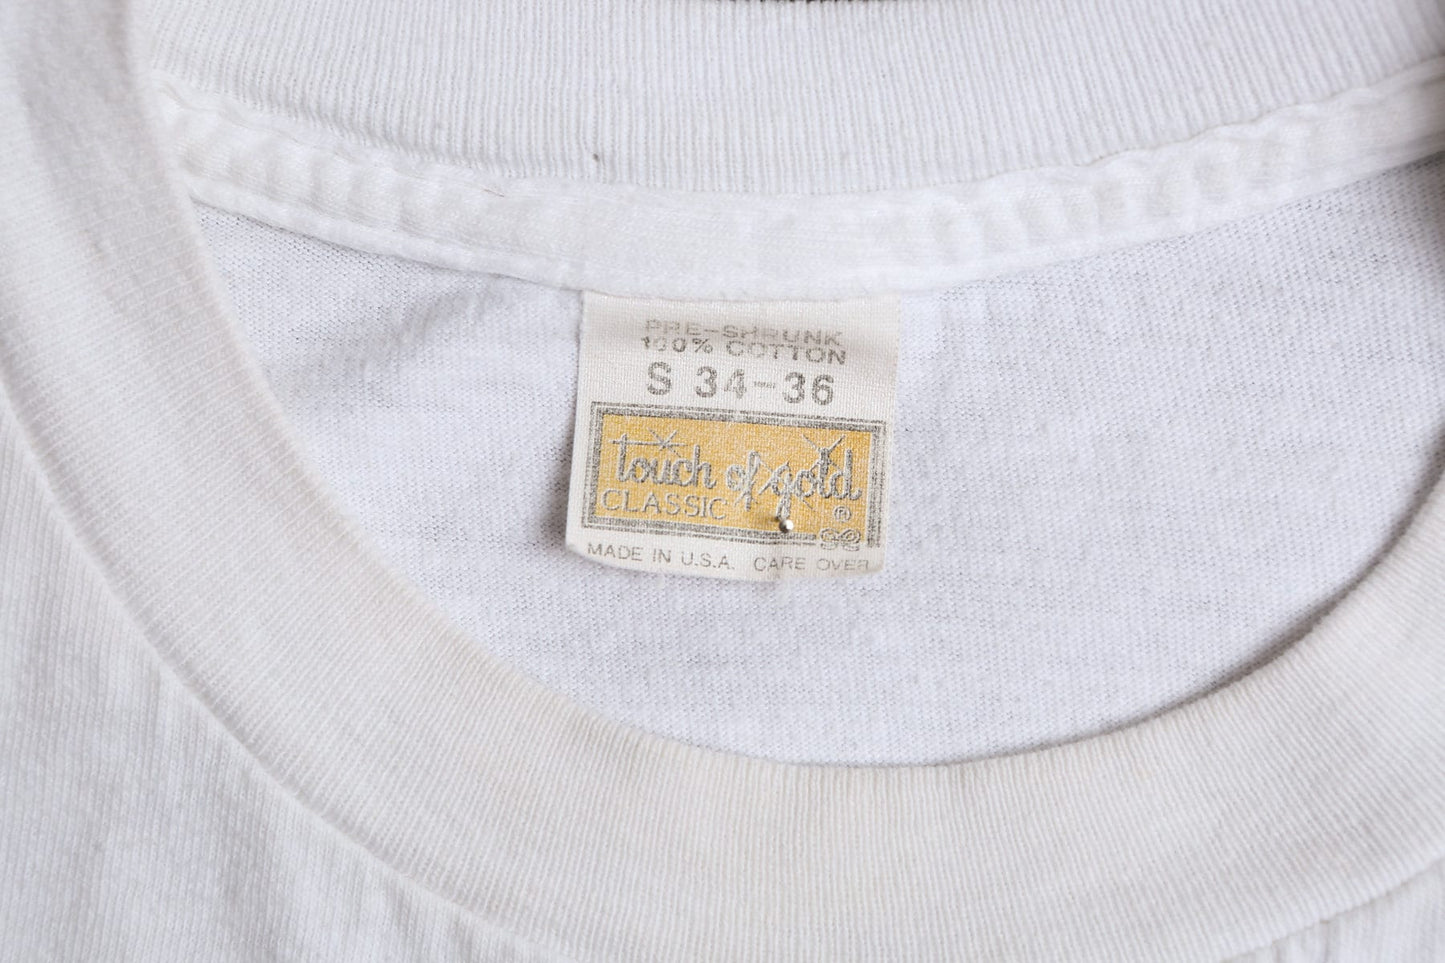 PRE-SHRUNK
100% COTTON
S 34-36
touch of gold
CLASSIC ®
MADE IN U.S.A. CARE OVER